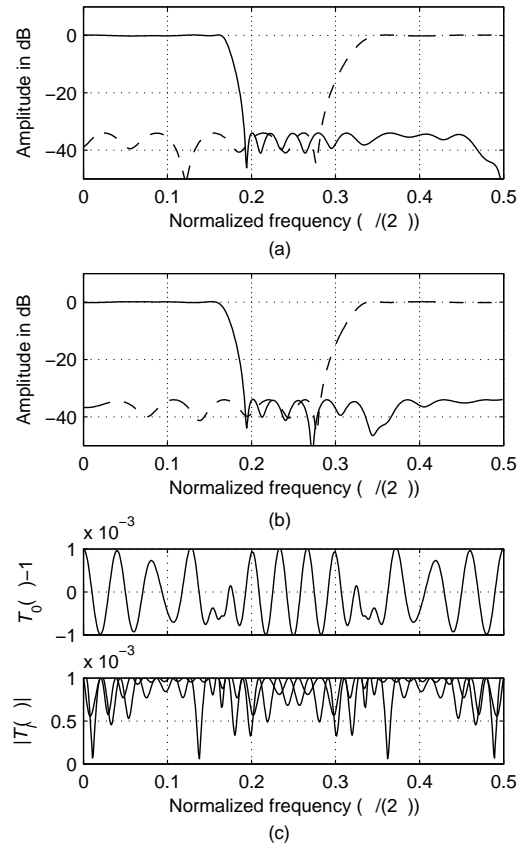 0
−20
−40
Amplitude in dB
0 0.1 0.2 0.3 0.4 0.5
Normalized frequency ( /(2 ))
(a)
0
−20
−40
Amplitude in dB
0 0.1 0.2 0.3 0.4 0.5
Normalized frequency ( /(2 ))
(b)
x 10⁻³
1
0
−1
T₀( )−1
x 10⁻³
1
0.5
0
|Tₗ( )|
0 0.1 0.2 0.3 0.4 0.5
Normalized frequency ( /(2 ))
(c)